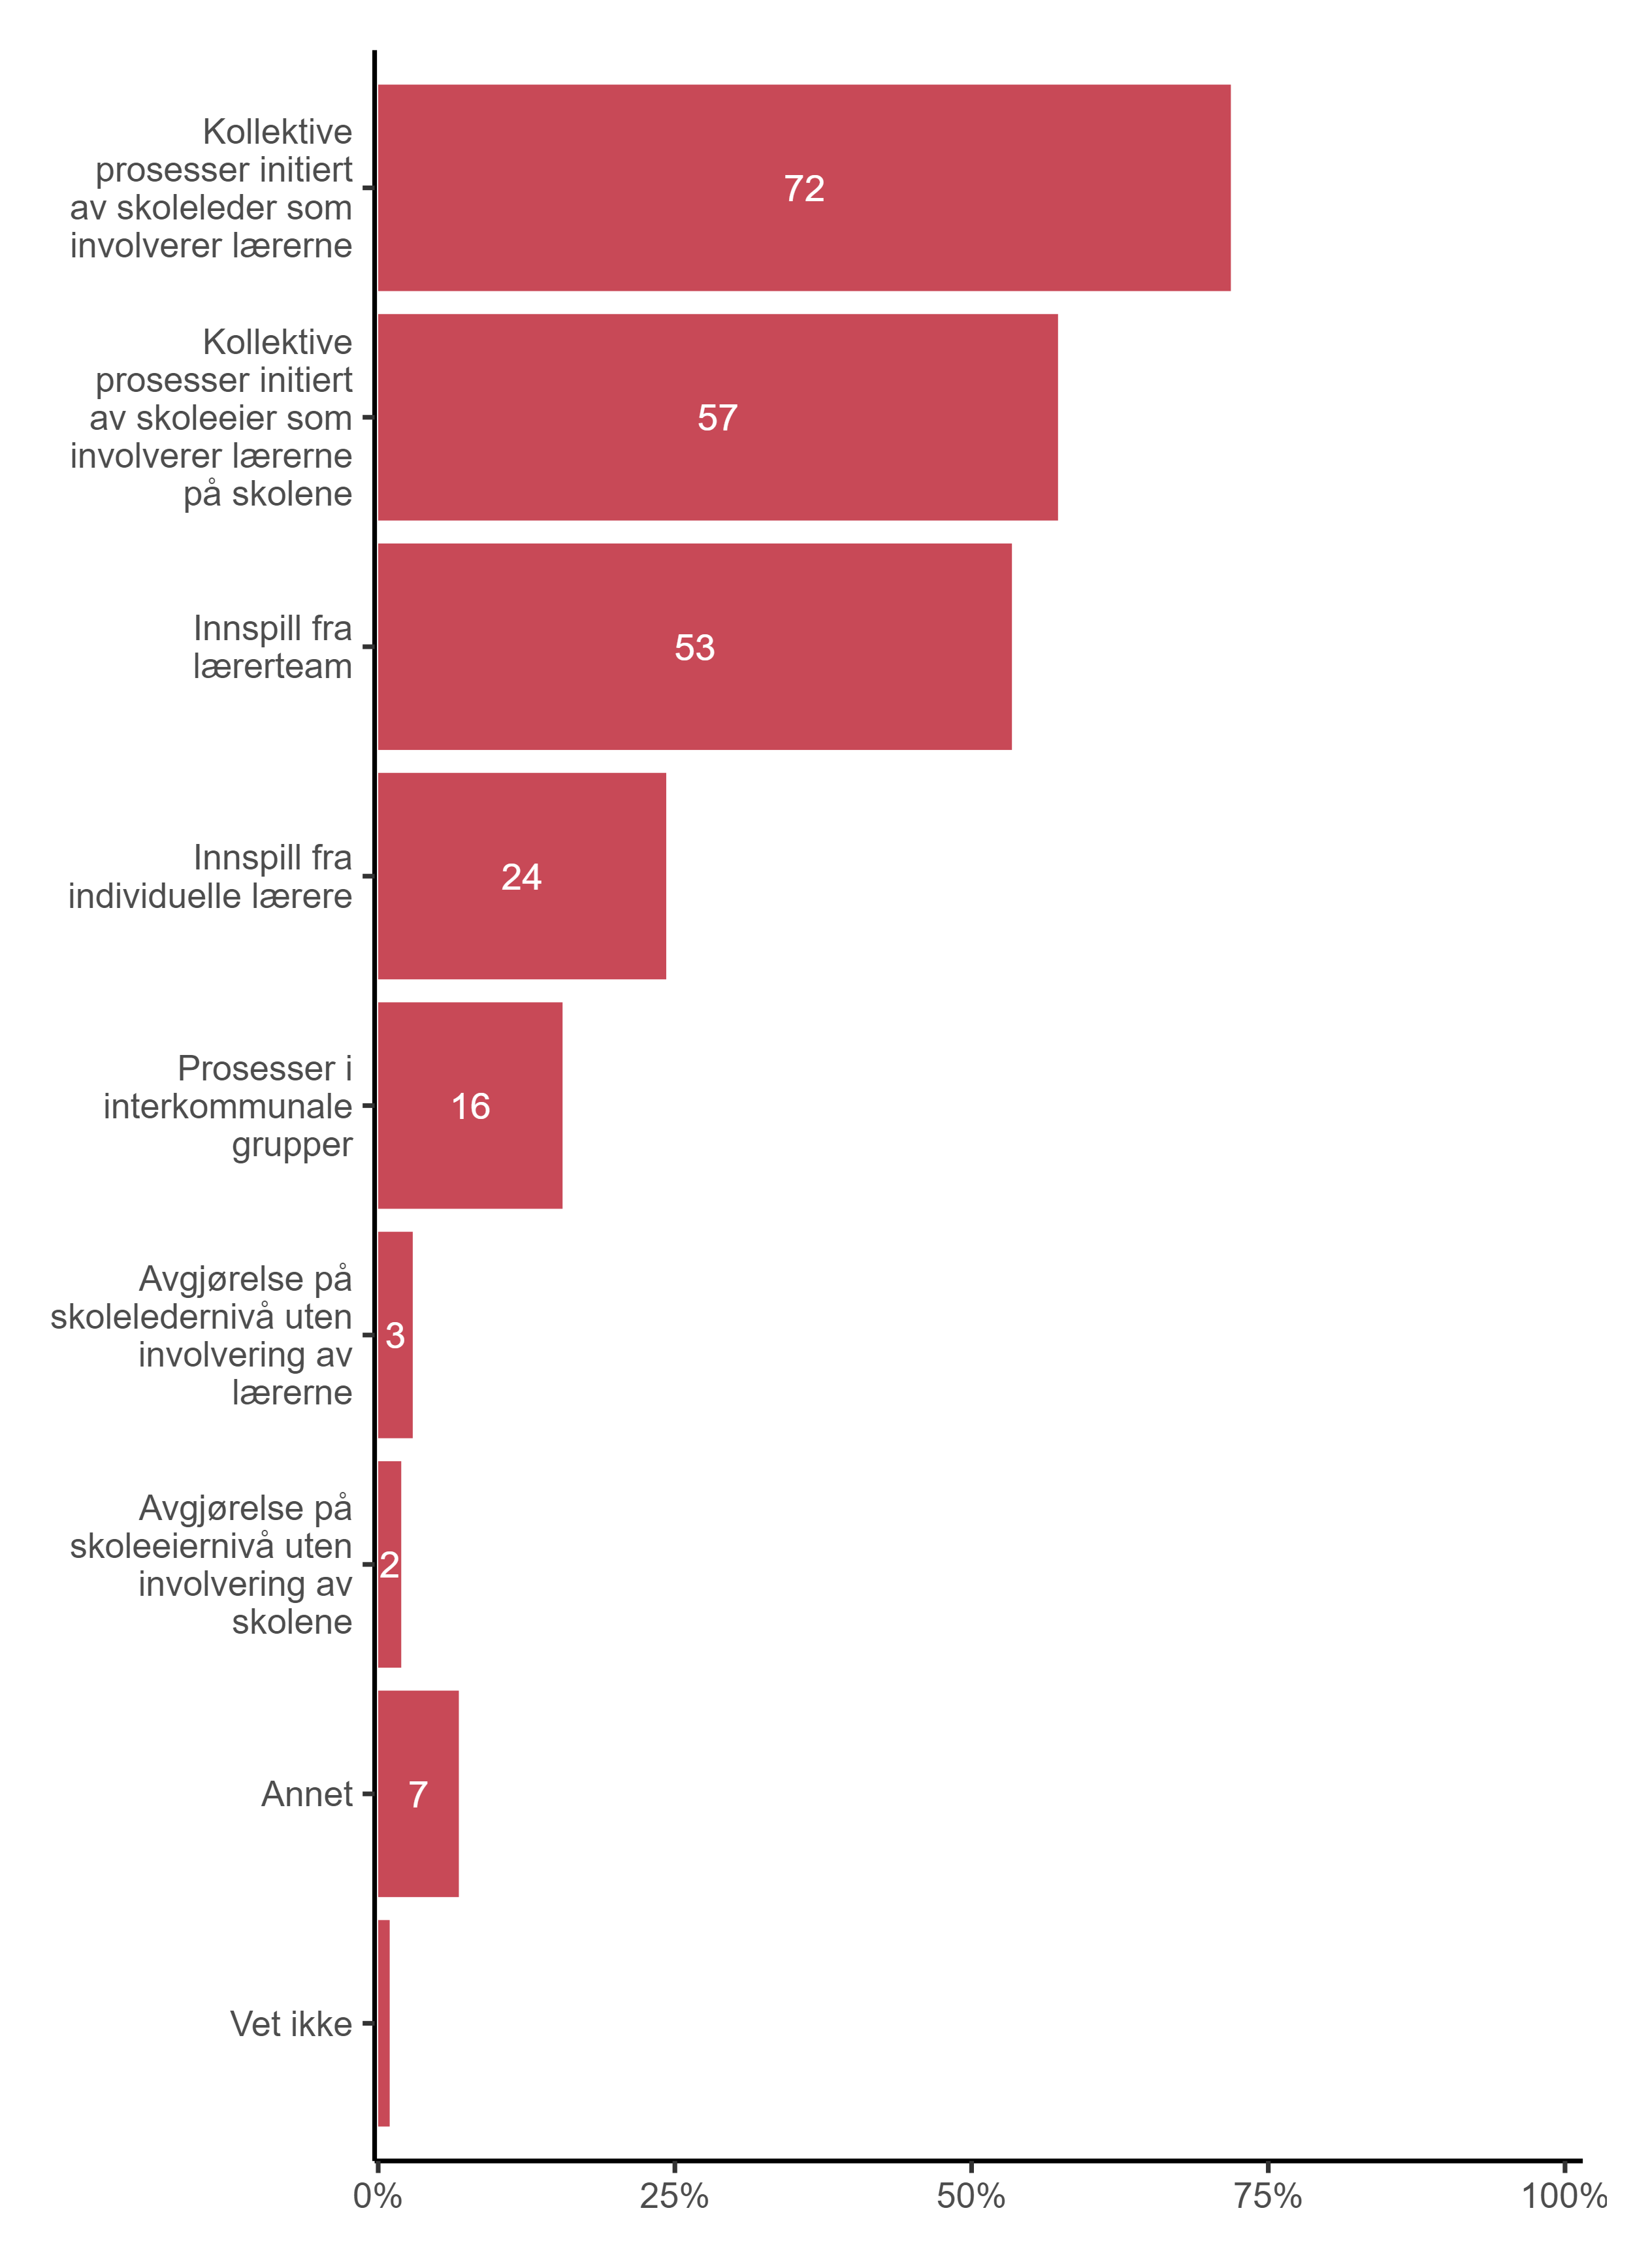 Kollektive
prosesser initiert
av skoleleder som
involverer lærerne
72
Kollektive
prosesser initiert
av skoleeier som
involverer lærerne
på skolene
57
Innspill fra
lærerteam
53
Innspill fra
individuelle lærere
24
Prosesser i
interkommunale
grupper
16
Avgjørelse på
skoleledernivå uten
involvering av
lærerne
3
Avgjørelse på
skoleeiernivå uten
involvering av
skolene
2
Annet
7
Vet ikke
0% 25% 50% 75% 100%